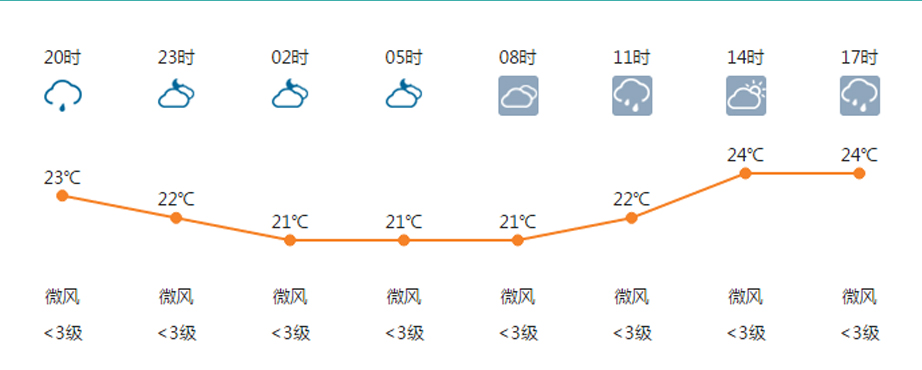 20时 23时 02时 05时 08时 11时 14时 17时
24℃ 24℃
23℃
22℃ 22℃
21℃ 21℃ 21℃
微风 微风 微风 微风 微风 微风 微风 微风
<3级 <3级 <3级 <3级 <3级 <3级 <3级 <3级